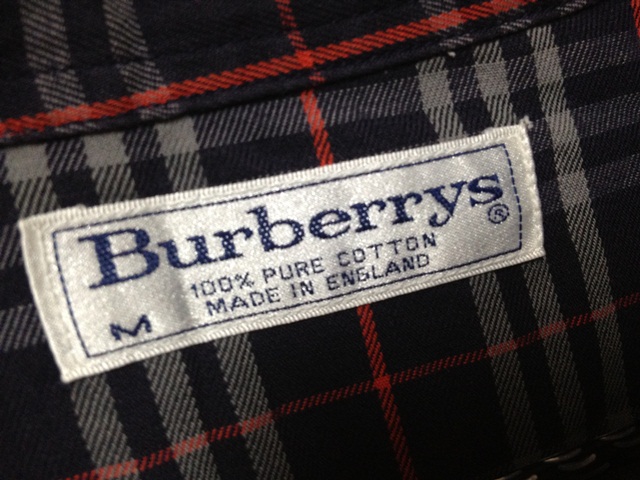 Burberrys®
100% PURE COTTON
M MADE IN ENGLAND